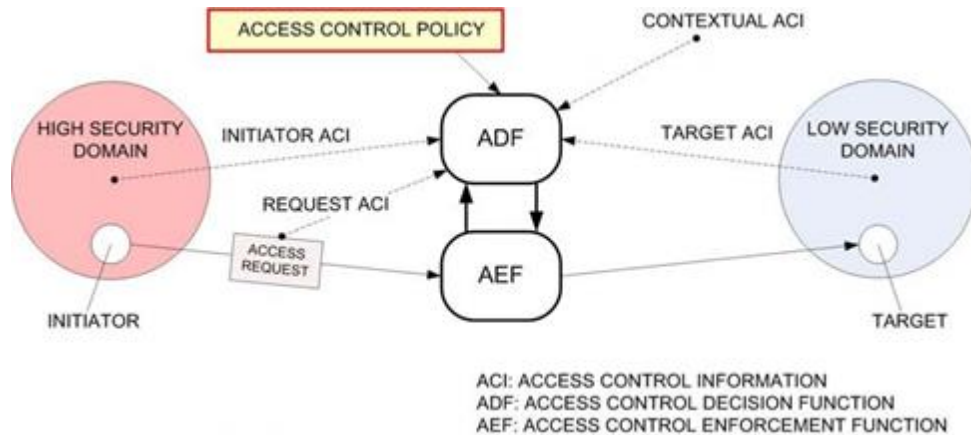 ACCESS CONTROL POLICY
CONTEXTUAL ACI
HIGH SECURITY
DOMAIN
INITIATOR ACI
ADF
TARGET ACI
LOW SECURITY
DOMAIN
REQUEST ACI
ACCESS
REQUEST
AEF
INITIATOR
TARGET
ACI: ACCESS CONTROL INFORMATION
ADF: ACCESS CONTROL DECISION FUNCTION
AEF: ACCESS CONTROL ENFORCEMENT FUNCTION